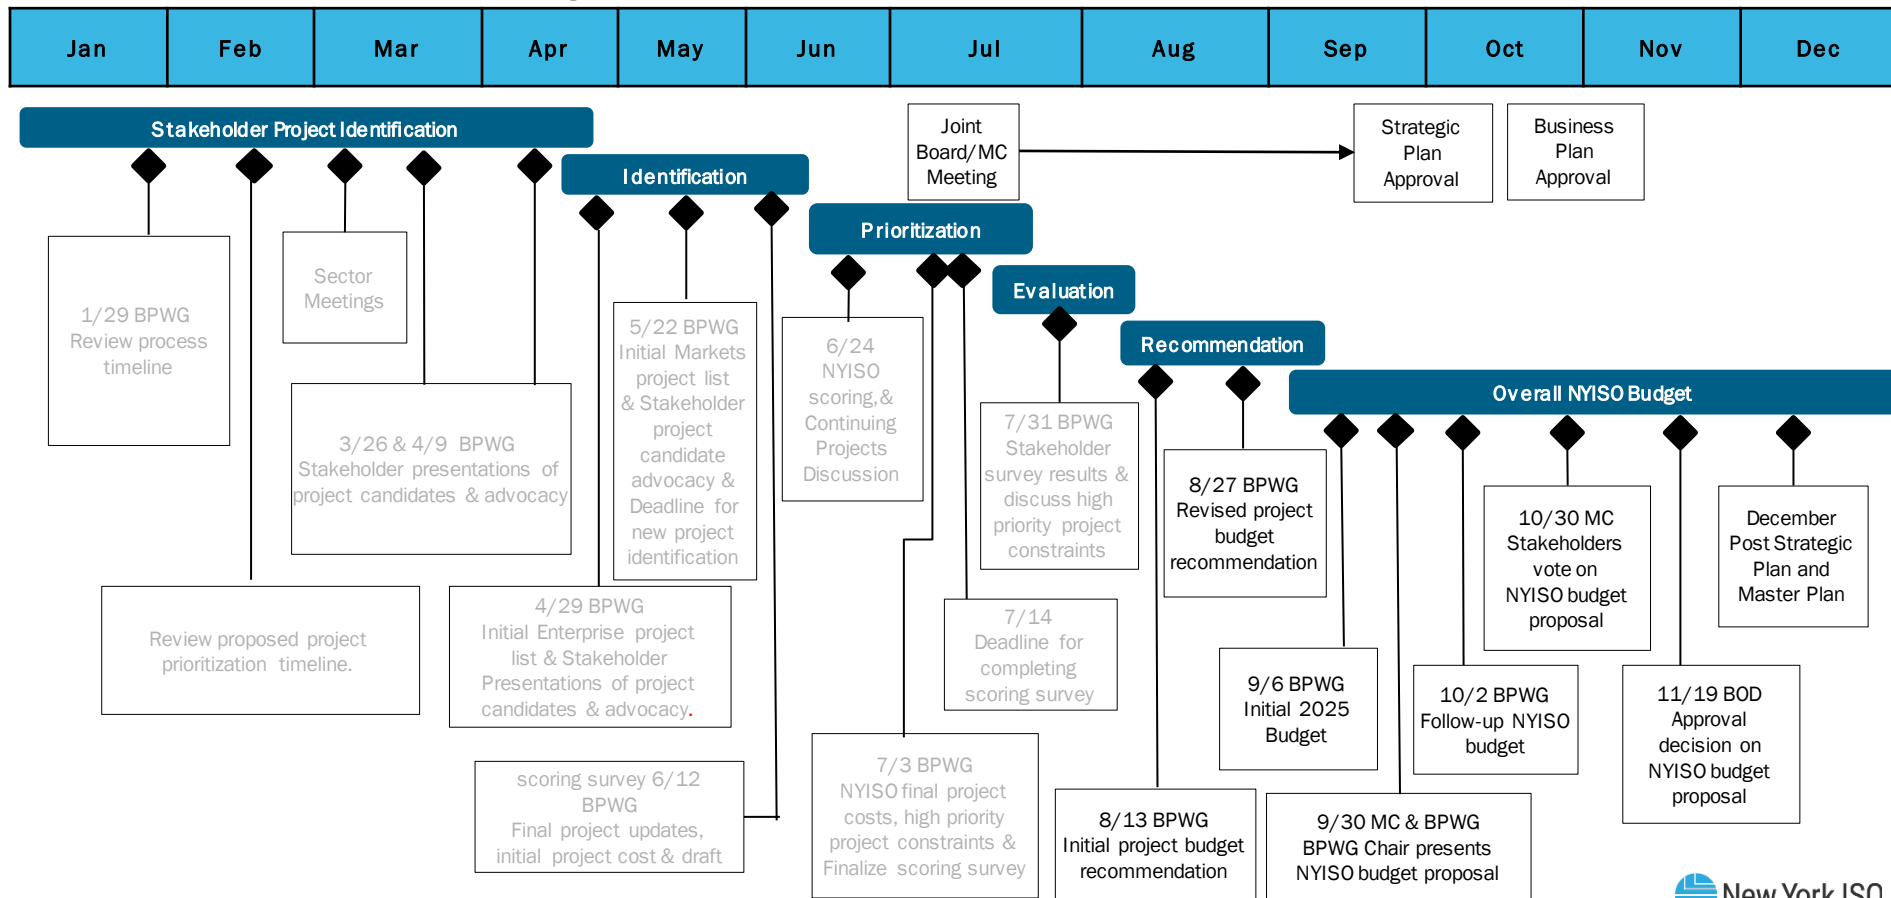 Jan Feb Mar Apr May Jun Jul Aug Sep Oct Nov Dec
Stakeholder Project Identification
Identification
Prioritization
Evaluation
Recommendation
Overall NYISO Budget
Joint
Board/MC
Meeting
Strategic
Plan
Approval
Business
Plan
Approval
1/29 BPWG
Review process
timeline
Sector
Meetings
3/26 & 4/9 BPWG
Stakeholder presentations of
project candidates & advocacy
Review proposed project
prioritization timeline.
4/29 BPWG
Initial Enterprise project
list & Stakeholder
Presentations of project
candidates & advocacy.
5/22 BPWG
Initial Markets
project list
& Stakeholder
project
candidate
advocacy &
Deadline for
new project
identification
scoring survey 6/12
BPWG
Final project updates,
initial project cost & draft
6/24
NYISO
scoring,&
Continuing
Projects
Discussion
7/3 BPWG
NYISO final project
costs, high priority
project constraints &
Finalize scoring survey
7/14
Deadline for
completing
scoring survey
7/31 BPWG
Stakeholder
survey results &
discuss high
priority project
constraints
8/13 BPWG
Initial project budget
recommendation
8/27 BPWG
Revised project
budget
recommendation
9/6 BPWG
Initial 2025
Budget
9/30 MC & BPWG
BPWG Chair presents
NYISO budget proposal
10/2 BPWG
Follow-up NYISO
budget
10/30 MC
Stakeholders
vote on
NYISO budget
proposal
11/19 BOD
Approval
decision on
NYISO budget
proposal
December
Post Strategic
Plan and
Master Plan
New York ISO